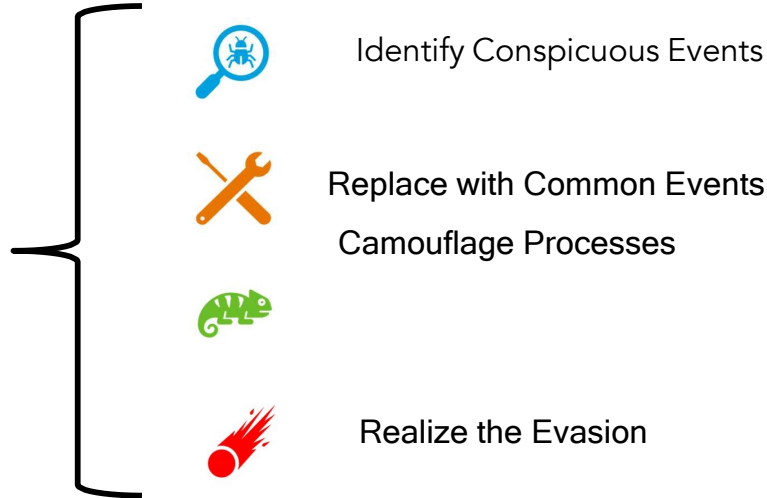 Identify Conspicuous Events
Replace with Common Events
Camouflage Processes
Realize the Evasion